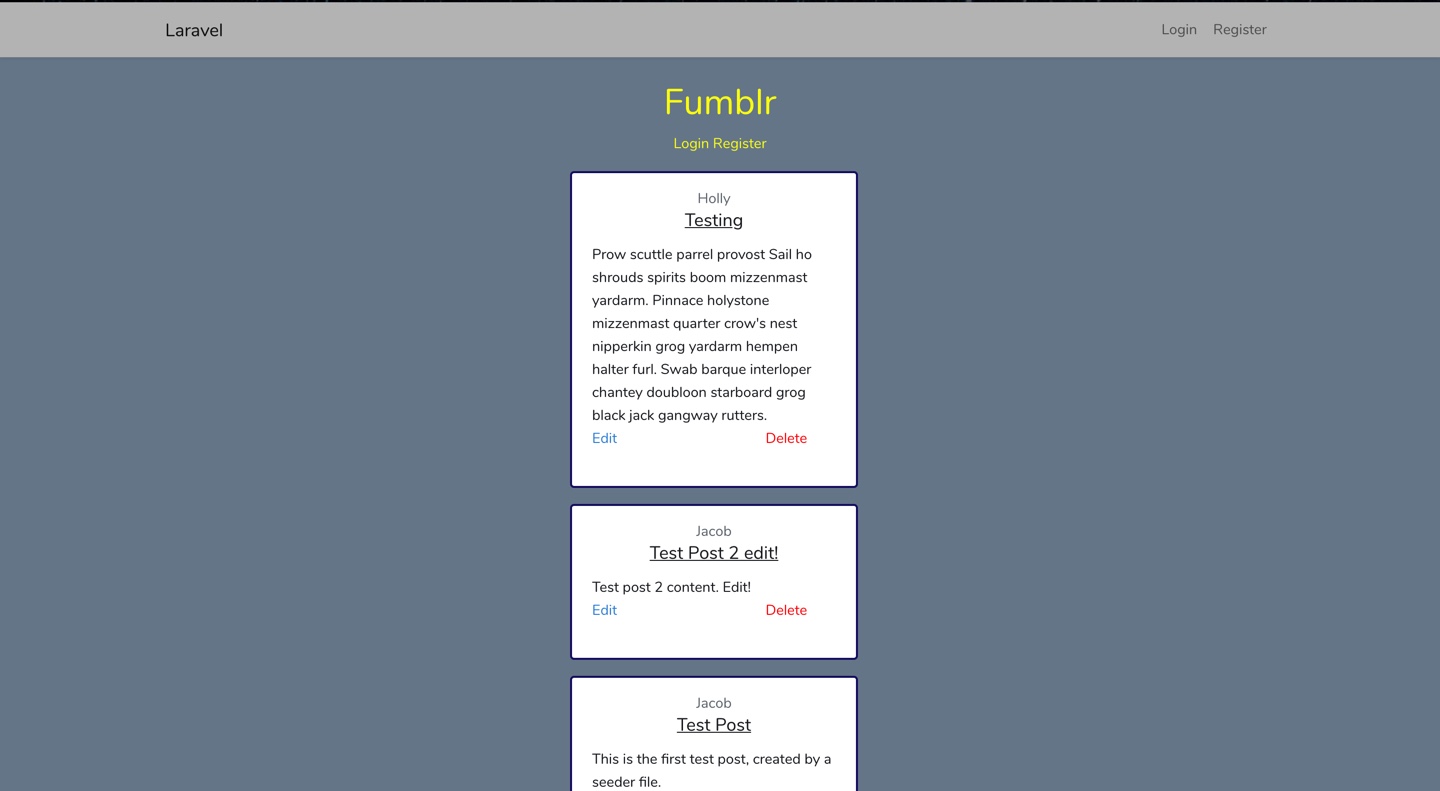 Laravel
Login Register
Fumblr
Login Register
Holly
Testing
Prow scuttle parrel provost Sail ho
shrouds spirits boom mizzenmast
yardarm. Pinnace holystone
mizzenmast quarter crow's nest
nipperkin grog yardarm hempen
halter furl. Swab barque interloper
chantey doubloon starboard grog
black jack gangway rutters.
Edit Delete
Jacob
Test Post 2 edit!
Test post 2 content. Edit!
Edit Delete
Jacob
Test Post
This is the first test post, created by a
seeder file.